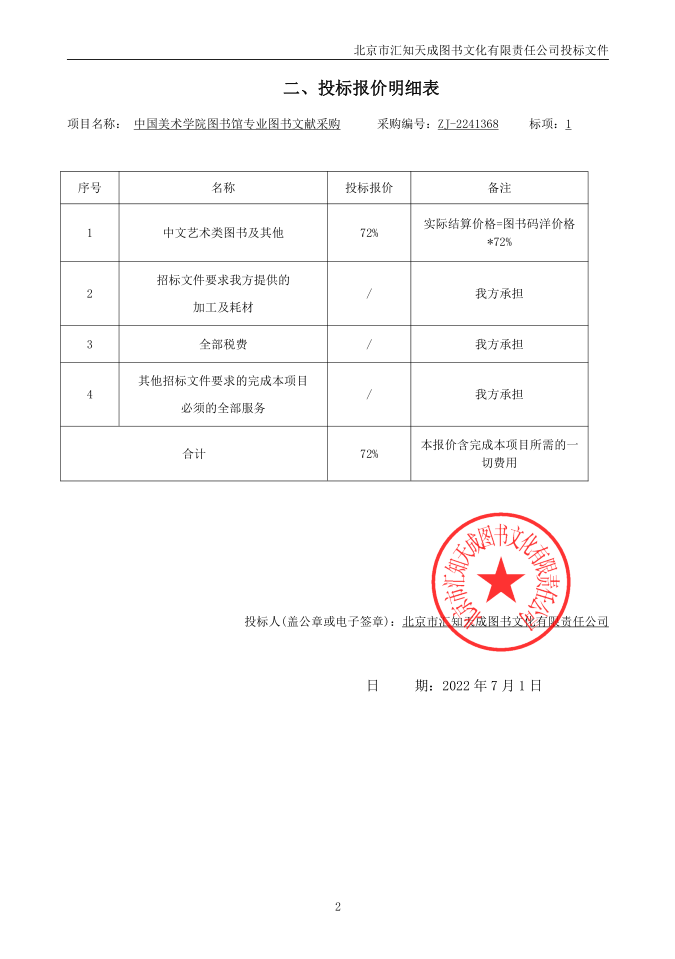 北京市汇知天成图书文化有限责任公司投标文件
二、投标报价明细表
项目名称： 中国美术学院图书馆专业图书文献采购 采购编号：ZJ-2241368 标项：1
序号 名称 投标报价 备注
1 中文艺术类图书及其他 72% 实际结算价格=图书码洋价格
*72%
2 招标文件要求我方提供的
加工及耗材 / 我方承担
3 全部税费 / 我方承担
4 其他招标文件要求的完成本项目
必须的全部服务 / 我方承担
合计 72% 本报价含完成本项目所需的一
切费用
北京市汇知天成图书文化有限责任公司
投标人(盖公章或电子签章)：北京市汇知天成图书文化有限责任公司
日 期：2022 年 7 月 1 日
2